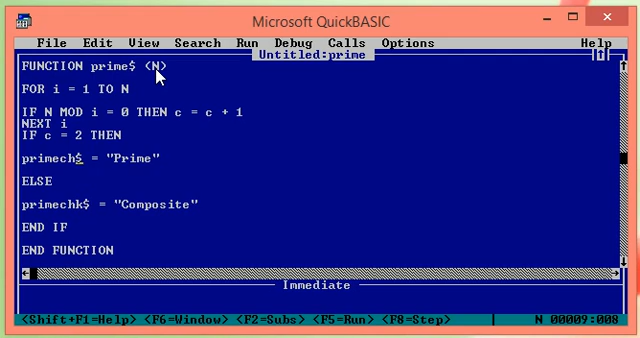 Microsoft QuickBASIC
File Edit View Search Run Debug Calls Options Help
Untitled:prime
FUNCTION prime$ (N)
FOR i = 1 TO N
IF N MOD i = 0 THEN c = c + 1
NEXT i
IF c = 2 THEN
primech$ = "Prime"
ELSE
primechk$ = "Composite"
END IF
END FUNCTION
Immediate
<Shift+F1=Help> <F6=Window> <F2=Subs> <F5=Run> <F8=Step> N 00009:008